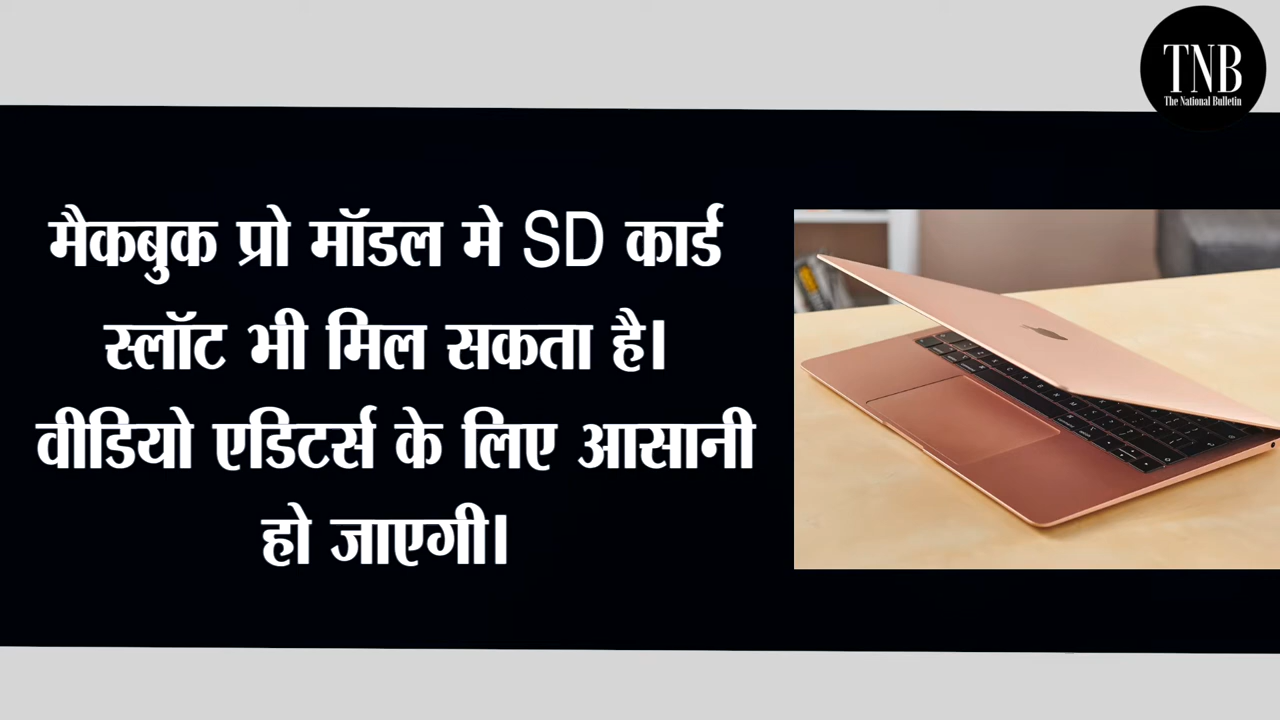 TNB
The National Bulletin
मैकबुक प्रो मॉडल मे SD कार्ड
स्लॉट भी मिल सकता है।
वीडियो एडिटर्स के लिए आसानी
हो जाएगी।